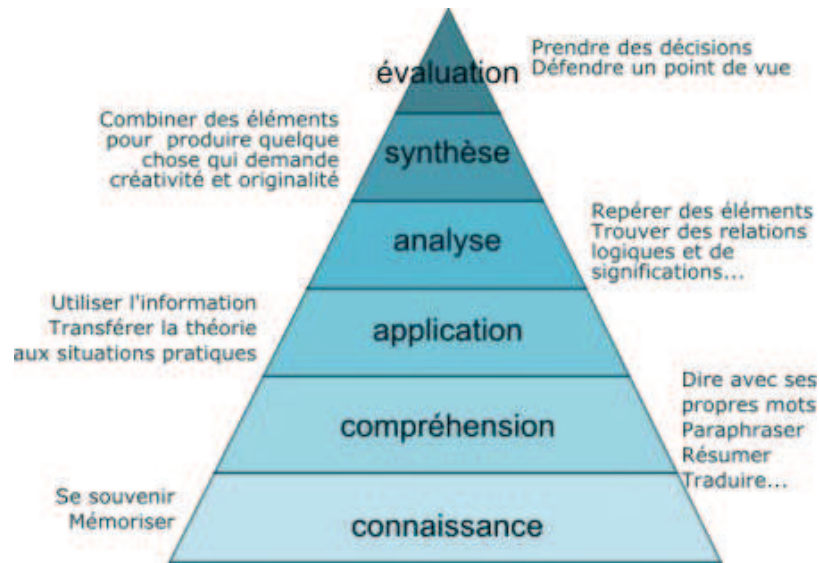 évaluation
Prendre des décisions
Défendre un point de vue
Combiner des éléments
pour produire quelque
chose qui demande
créativité et originalité
synthèse
analyse
Repérer des éléments
Trouver des relations
logiques et de
significations...
Utiliser l'information
Transférer la théorie
aux situations pratiques
application
compréhension
Dire avec ses
propres mots
Paraphraser
Résumer
Traduire...
Se souvenir
Mémoriser
connaissance